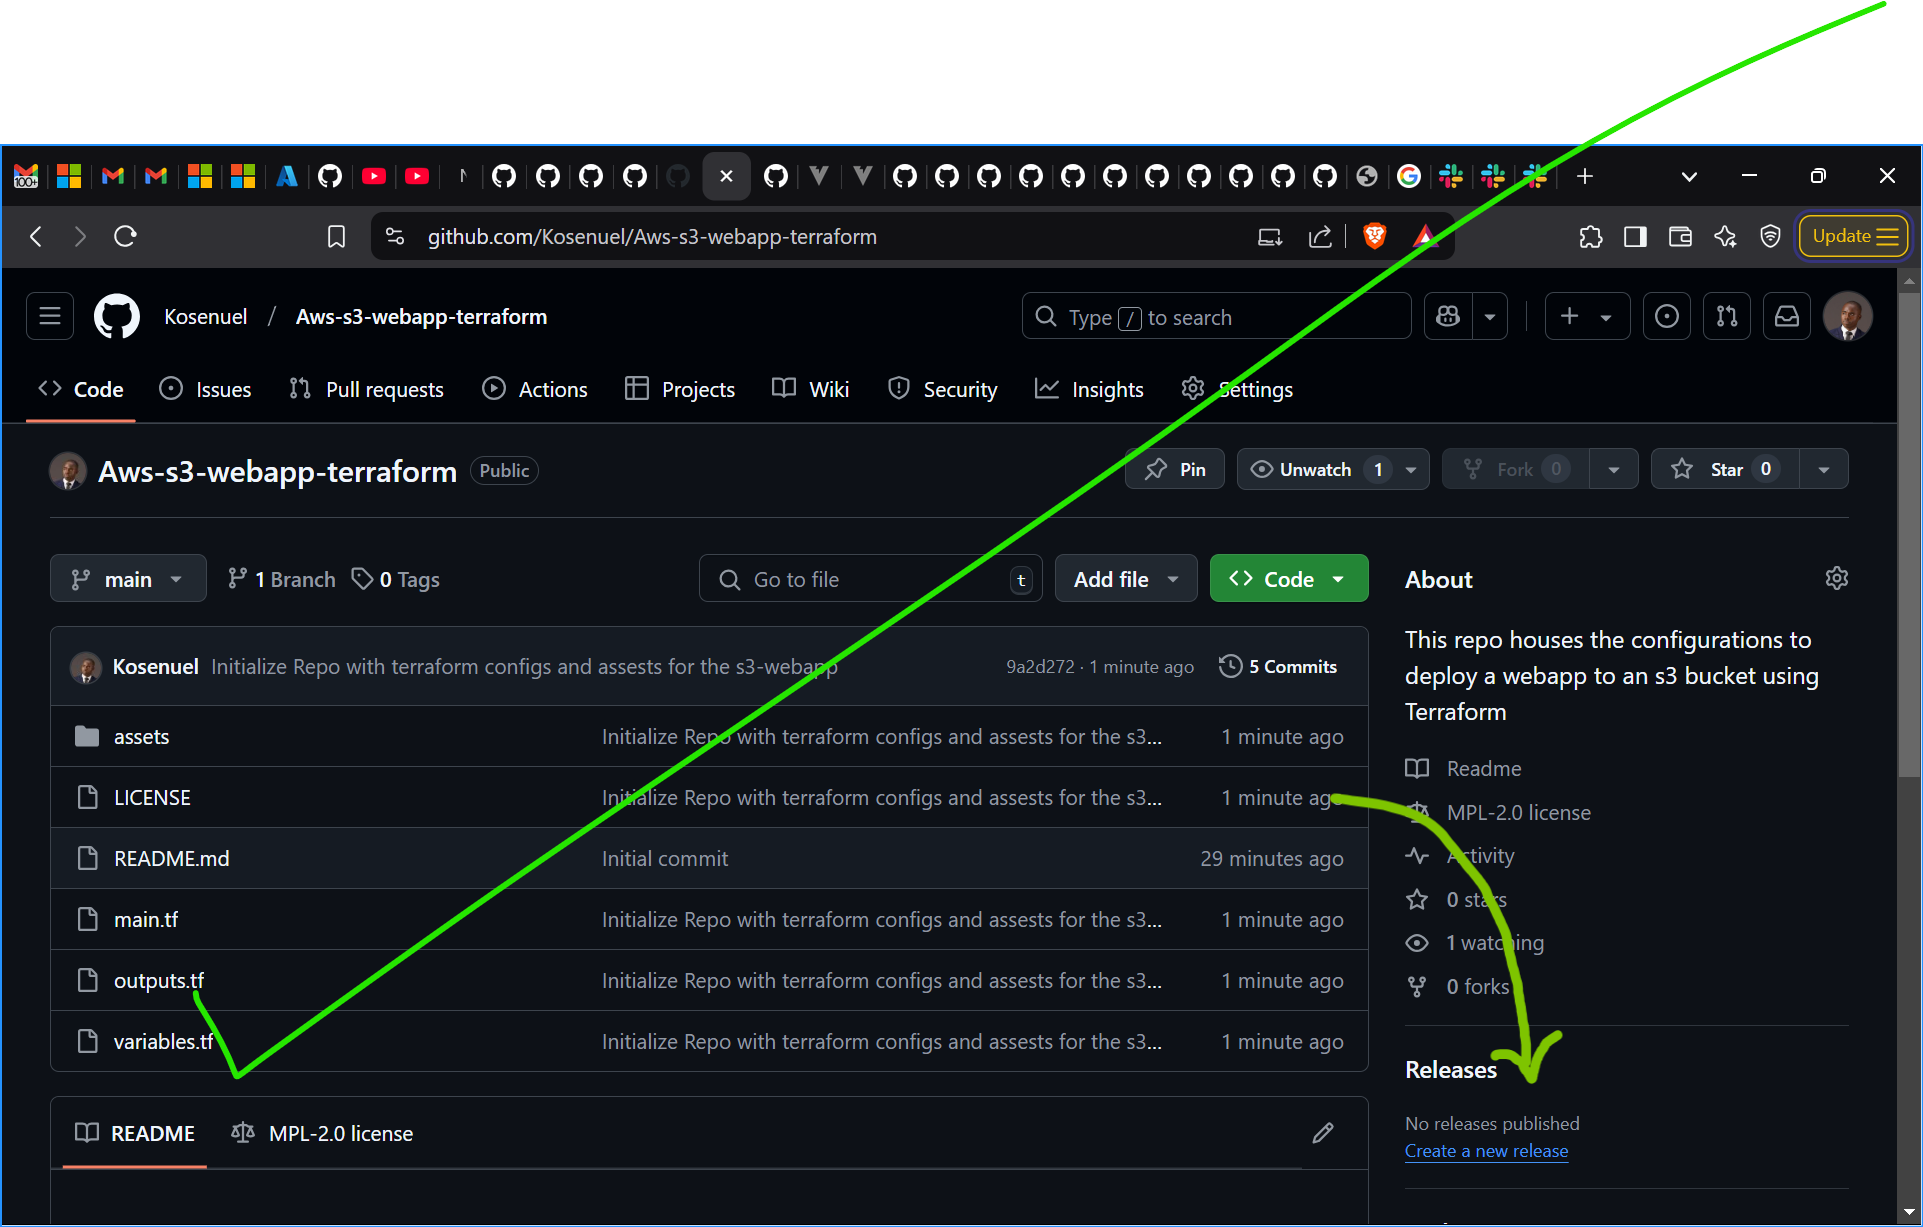 100+
github.com/Kosenuel/Aws-s3-webapp-terraform
Update
Kosenuel / Aws-s3-webapp-terraform
Type / to search
Code Issues Pull requests Actions Projects Wiki Security Insights Settings
Aws-s3-webapp-terraform Public
Pin Unwatch 1 Fork 0 Star 0
main 1 Branch 0 Tags Go to file t Add file Code
Kosenuel Initialize Repo with terraform configs and assests for the s3-webapp 9a2d272 · 1 minute ago 5 Commits
assets Initialize Repo with terraform configs and assests for the s3... 1 minute ago
LICENSE Initialize Repo with terraform configs and assests for the s3... 1 minute ago
README.md Initial commit 29 minutes ago
main.tf Initialize Repo with terraform configs and assests for the s3... 1 minute ago
outputs.tf Initialize Repo with terraform configs and assests for the s3... 1 minute ago
variables.tf Initialize Repo with terraform configs and assests for the s3... 1 minute ago
README MPL-2.0 license
About
This repo houses the configurations to
deploy a webapp to an s3 bucket using
Terraform
Readme
MPL-2.0 license
Activity
0 stars
1 watching
0 forks
Releases
No releases published
Create a new release